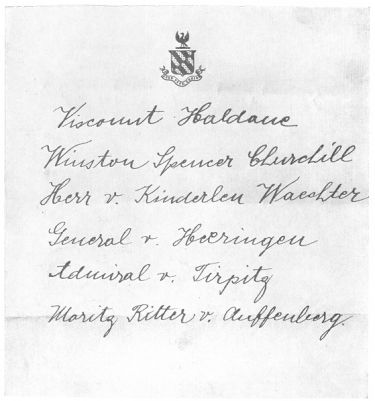 Viscount Haldane
Winston Spencer Churchill
Herr v. Kinderlen Waechter
General v. Heeringen
Admiral v. Tirpitz
Moritz Ritter v. Auffenberg.